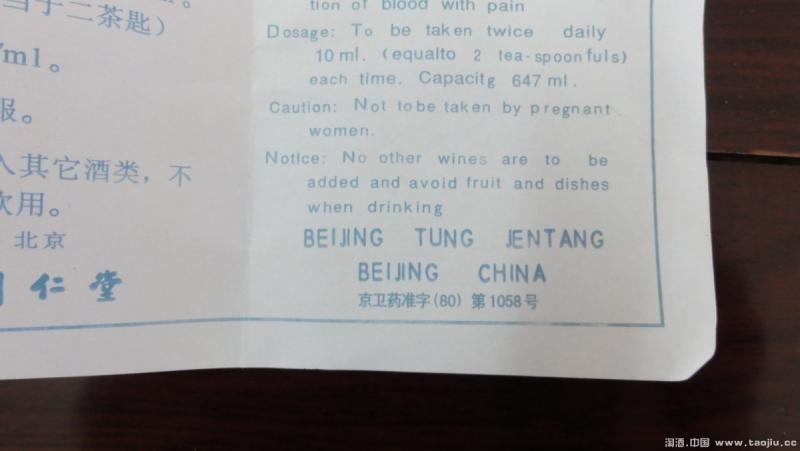 当于二茶匙)
ml。
服。
其它酒类，不
饮用。
北京
仁堂
tion of blood with pain
Dosage: To be taken twice daily
10 ml. (equalto 2 tea-spoonfuls)
each time. Capacitg 647 ml.
Caution: Not tobe taken by pregnant
women.
Notlce: No other wines are to be
added and avoid fruit and dishes
when drinking
BEIJING TUNG JENTANG
BEIJING CHINA
京卫药准字(80)第1058号
淘酒.中国 www.taojiu.cc